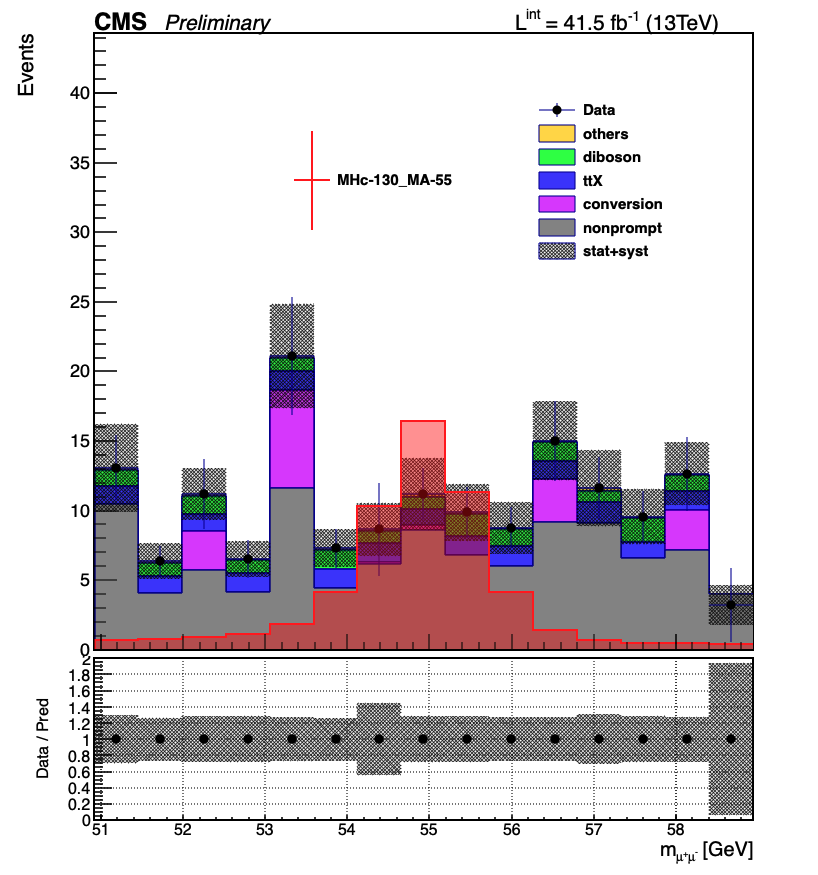 CMS Preliminary L^int = 41.5 fb^-1 (13TeV)
Events
40
35
30
25
20
15
10
5
0
MHc-130_MA-55
Data
others
diboson
ttX
conversion
nonprompt
stat+syst
Data / Pred
2
1.8
1.6
1.4
1.2
1
0.8
0.6
0.4
0.2
0
51 52 53 54 55 56 57 58
m_μ+μ- [GeV]